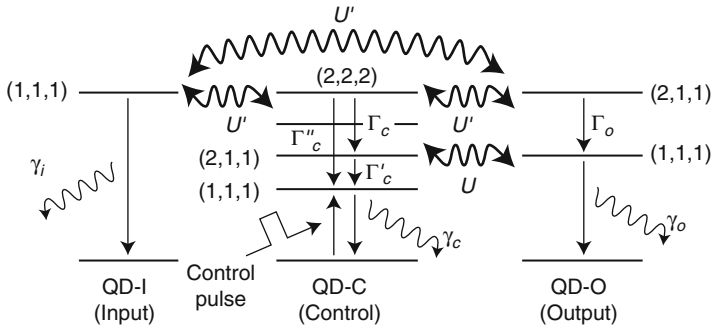 U'
(1,1,1)
(2,2,2)
(2,1,1)
U'
U'
Γ"c
Γc
Γo
(2,1,1)
(1,1,1)
(1,1,1)
Γ'c
U
γi
γc
γo
Control
pulse
QD-I
(Input)
QD-C
(Control)
QD-O
(Output)